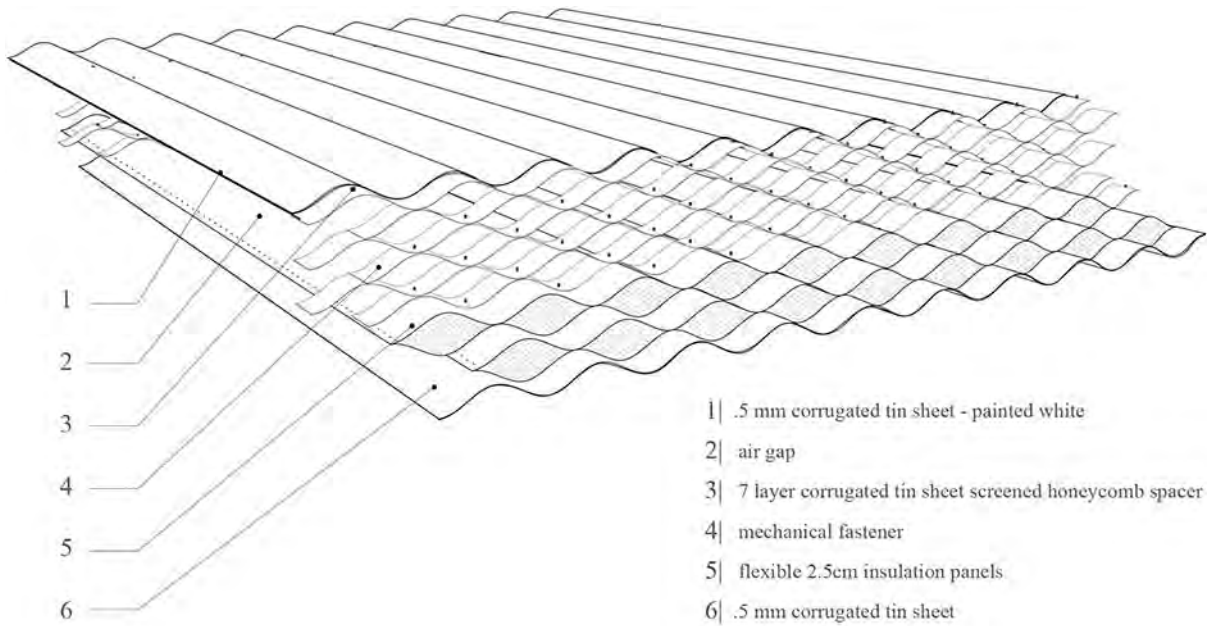 1
2
3
4
5
6
1| .5 mm corrugated tin sheet - painted white
2| air gap
3| 7 layer corrugated tin sheet screened honeycomb spacer
4| mechanical fastener
5| flexible 2.5cm insulation panels
6| .5 mm corrugated tin sheet